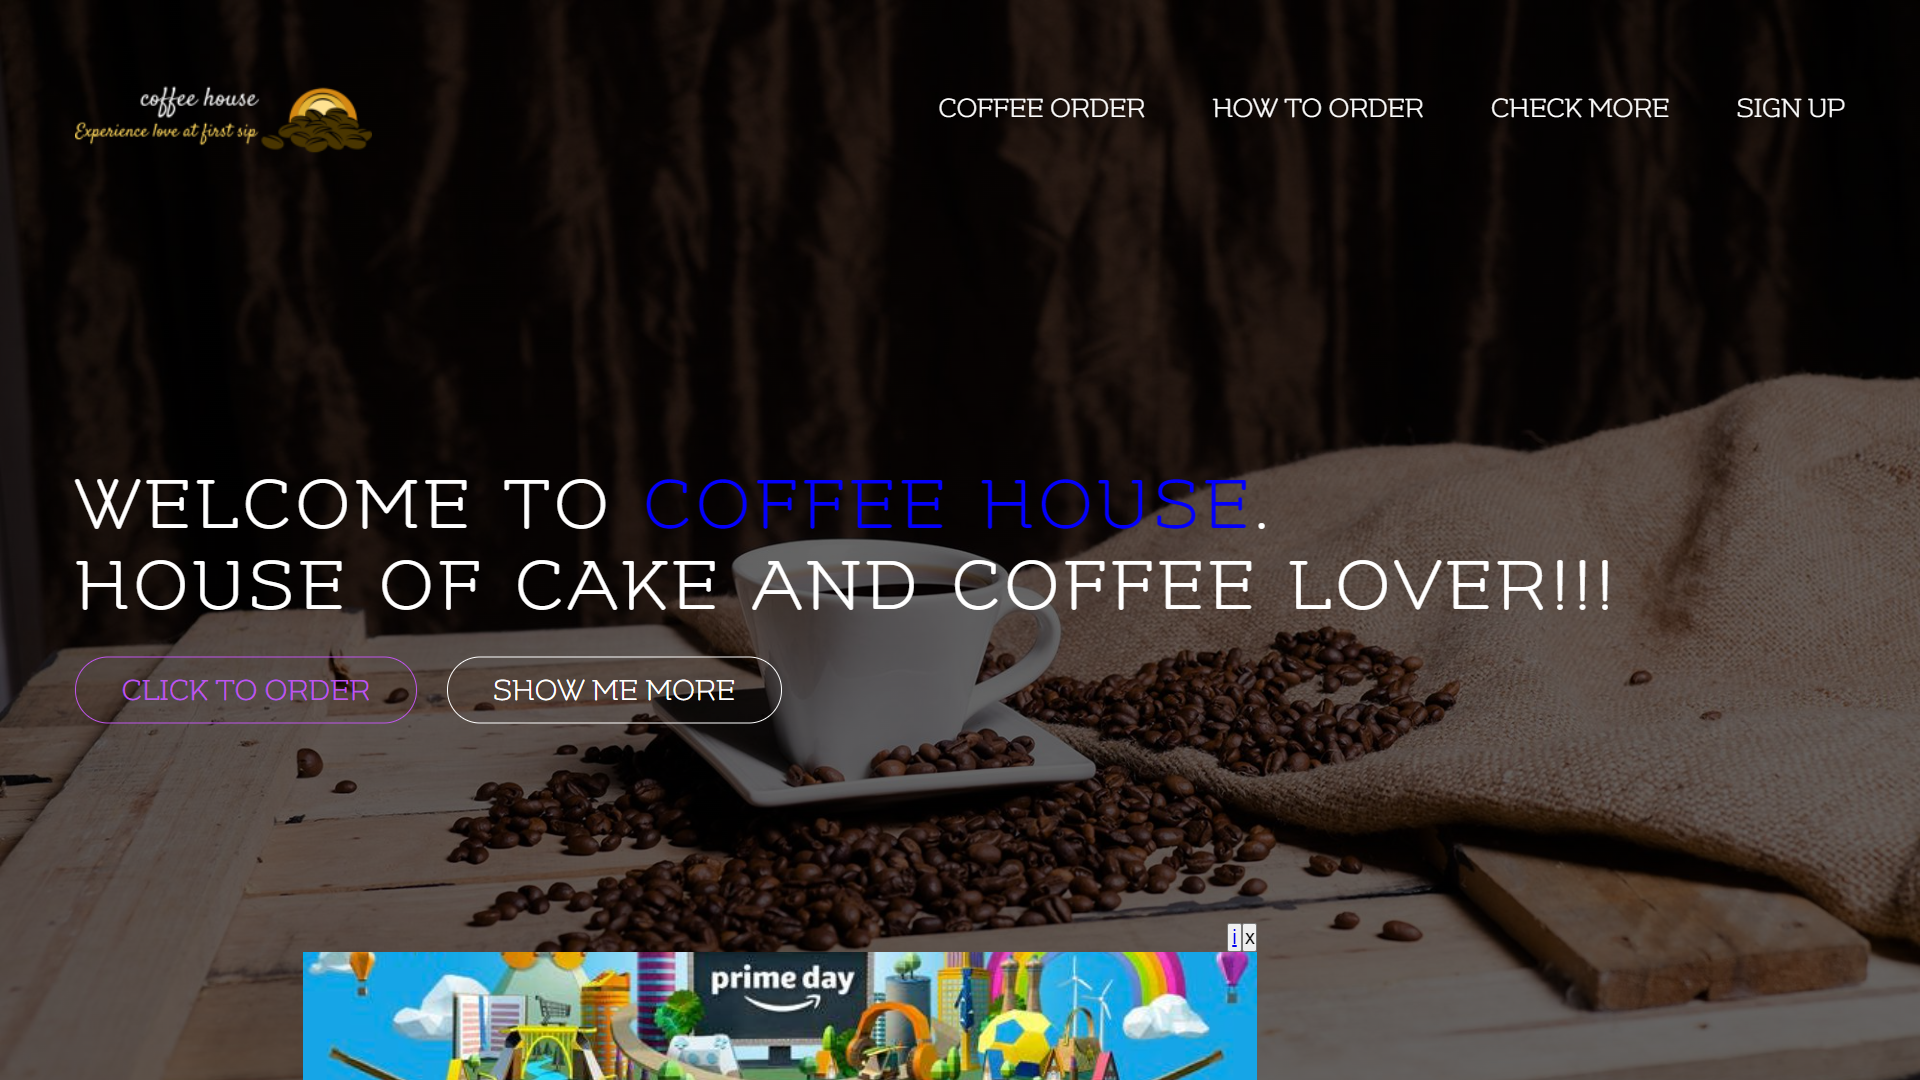 coffee house
Experience love at first sip
COFFEE ORDER
HOW TO ORDER
CHECK MORE
SIGN UP
WELCOME TO COFFEE HOUSE.
HOUSE OF CAKE AND COFFEE LOVER!!!
CLICK TO ORDER
SHOW ME MORE
i x
prime day